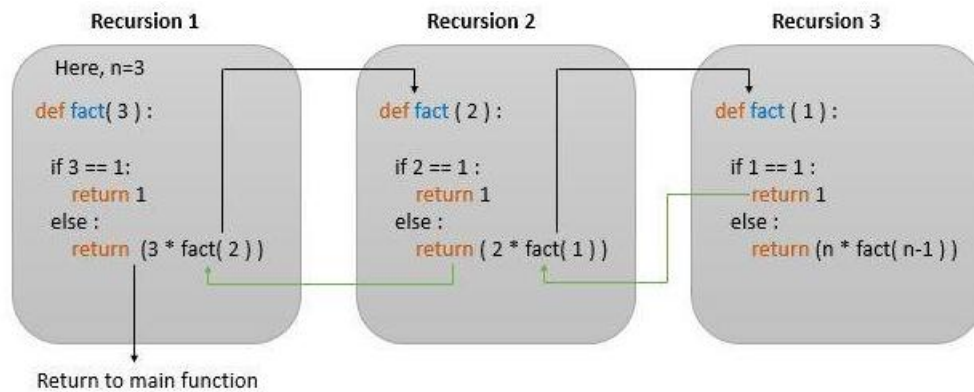 Recursion 1
Here, n=3
def fact( 3 ) :
if 3 == 1:
return 1
else :
return (3 * fact( 2 ) )
Return to main function
Recursion 2
def fact ( 2 ) :
if 2 == 1:
return 1
else :
return ( 2 * fact( 1 ) )
Recursion 3
def fact ( 1 ) :
if 1 == 1:
return 1
else :
return (n * fact( n-1 ) )